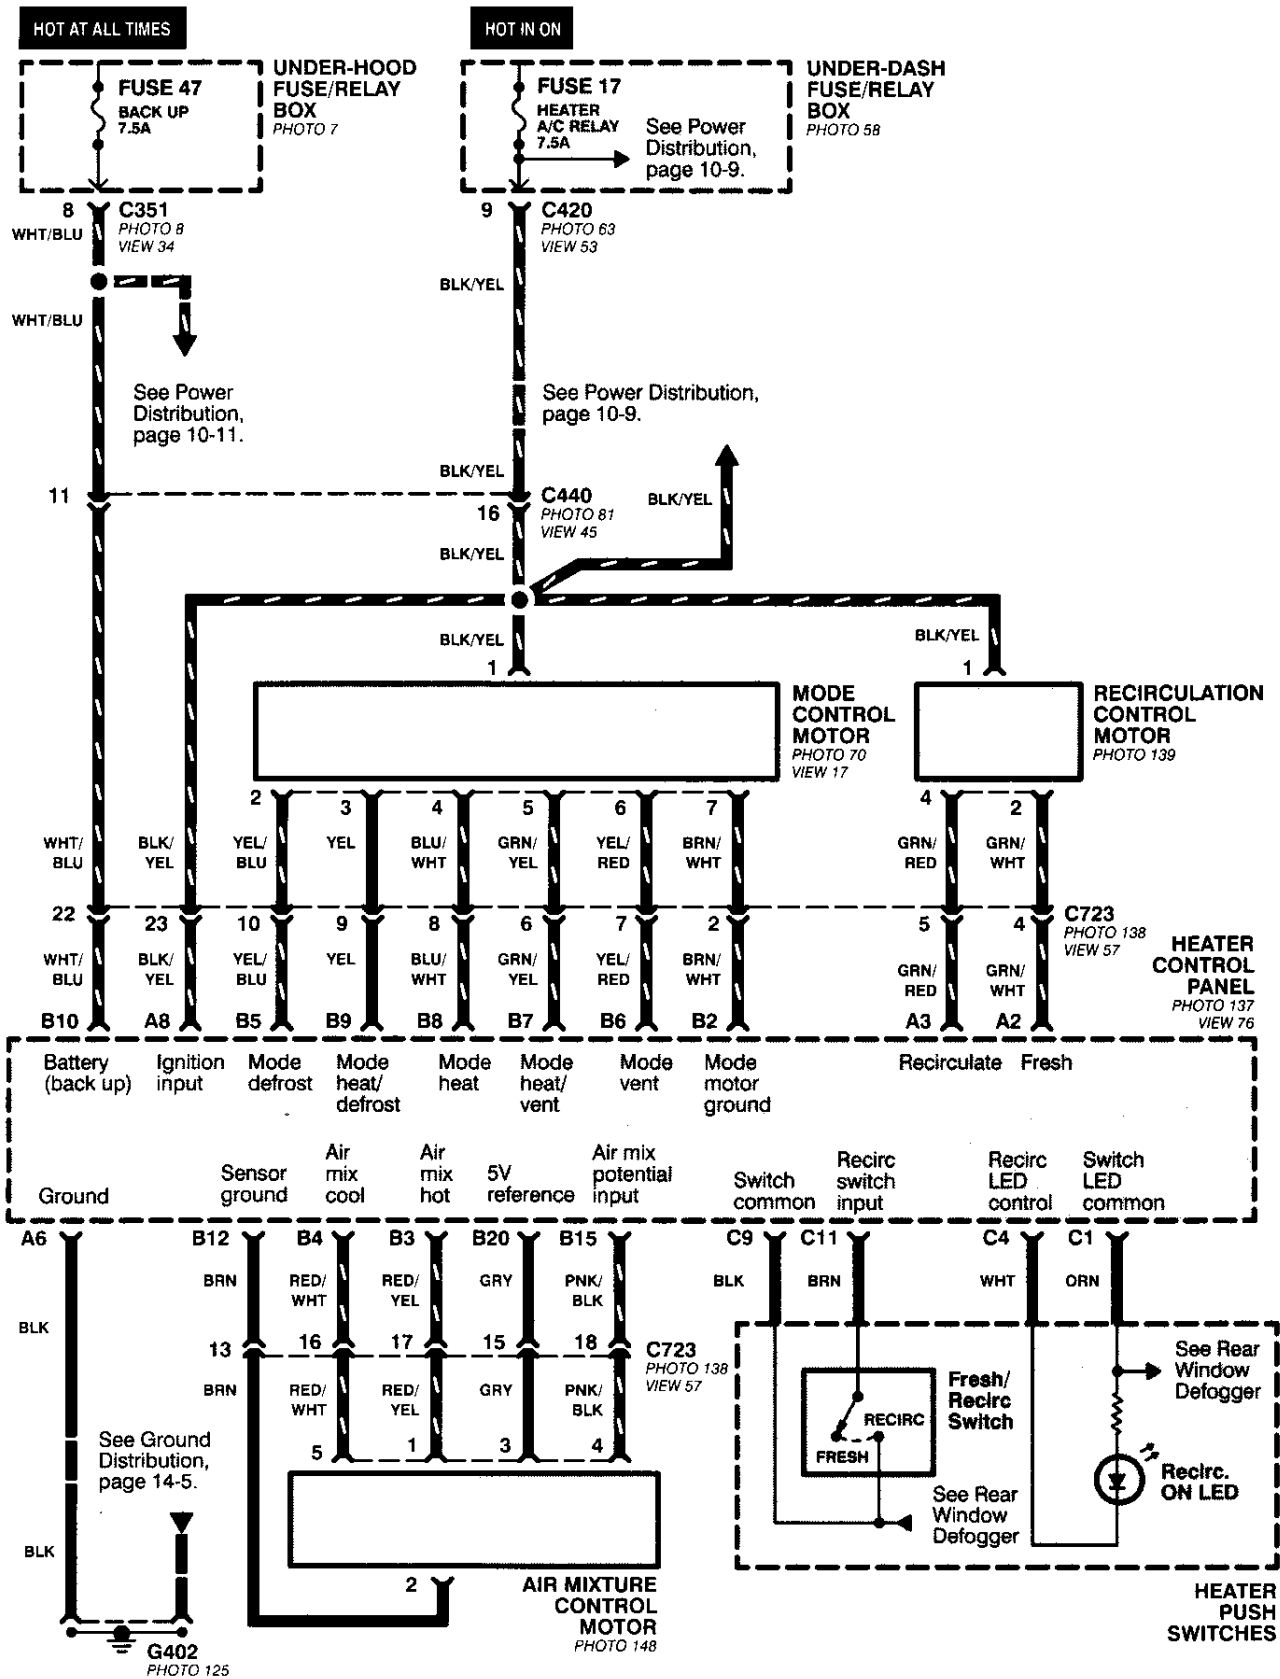 HOT AT ALL TIMES
HOT IN ON
FUSE 47
BACK UP
7.5A
UNDER-HOOD
FUSE/RELAY
BOX
PHOTO 7
FUSE 17
HEATER
A/C RELAY
7.5A
See Power
Distribution,
page 10-9.
UNDER-DASH
FUSE/RELAY
BOX
PHOTO 58
8
C351
PHOTO 8
VIEW 34
WHT/BLU
9
C420
PHOTO 63
VIEW 53
BLK/YEL
WHT/BLU
See Power
Distribution,
page 10-11.
See Power Distribution,
page 10-9.
BLK/YEL
BLK/YEL
11
C440
PHOTO 81
VIEW 45
16
BLK/YEL
BLK/YEL
BLK/YEL
1
1
MODE
CONTROL
MOTOR
PHOTO 70
VIEW 17
RECIRCULATION
CONTROL
MOTOR
PHOTO 139
2 3 4 5 6 7 4 2
WHT/ BLK/ YEL/ YEL BLU/ GRN/ YEL/ BRN/ GRN/ GRN/
BLU YEL BLU WHT YEL RED WHT RED WHT
22 23 10 9 8 6 7 2 5 4
C723
PHOTO 138
VIEW 57
WHT/ BLK/ YEL/ YEL BLU/ GRN/ YEL/ BRN/ GRN/ GRN/
BLU YEL BLU WHT YEL RED WHT RED WHT
HEATER
CONTROL
PANEL
PHOTO 137
VIEW 76
B10 A8 B5 B9 B8 B7 B6 B2 A3 A2
Battery
(back up)
Ignition
input
Mode
defrost
Mode
heat/
defrost
Mode
heat
Mode
heat/
vent
Mode
vent
Mode
motor
ground
Recirculate
Fresh
Ground
Sensor
ground
Air
mix
cool
Air
mix
hot
5V
reference
Air mix
potential
input
Switch
common
Recirc
switch
input
Recirc
LED
control
Switch
LED
common
A6 B12 B4 B3 B20 B15 C9 C11 C4 C1
BRN RED/ RED/ GRY PNK/ BLK BRN WHT ORN
WHT YEL BLK
BLK
13 16 17 15 18
C723
PHOTO 138
VIEW 57
BRN RED/ RED/ GRY PNK/
WHT YEL BLK
5 1 3 4
See Ground
Distribution,
page 14-5.
See Rear
Window
Defogger
Fresh/
Recirc
Switch
RECIRC
FRESH
Recirc.
ON LED
See Rear
Window
Defogger
BLK
2
AIR MIXTURE
CONTROL
MOTOR
PHOTO 148
HEATER
PUSH
SWITCHES
G402
PHOTO 125